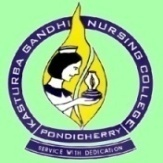 KASTURBA GANDHI NURSING COLLEGE
PONDICHERRY
SERVICE WITH DEDICATION